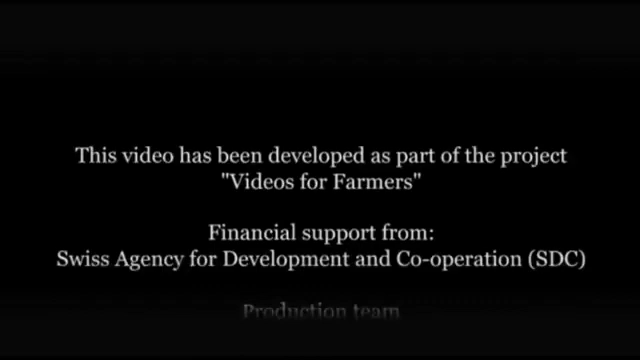 This video has been developed as part of the project
"Videos for Farmers"
Financial support from:
Swiss Agency for Development and Co-operation (SDC)
Production team